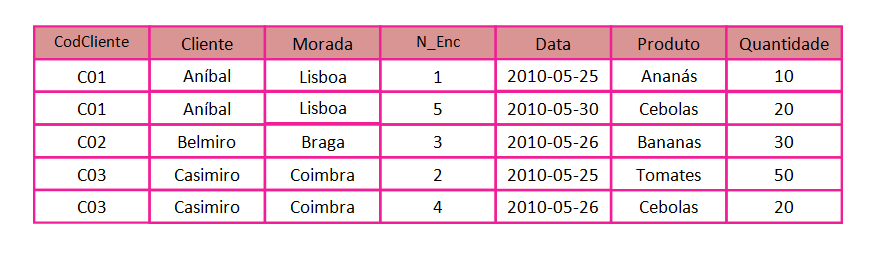 CodCliente Cliente Morada N_Enc Data Produto Quantidade
C01 Aníbal Lisboa 1 2010-05-25 Ananás 10
C01 Aníbal Lisboa 5 2010-05-30 Cebolas 20
C02 Belmiro Braga 3 2010-05-26 Bananas 30
C03 Casimiro Coimbra 2 2010-05-25 Tomates 50
C03 Casimiro Coimbra 4 2010-05-26 Cebolas 20